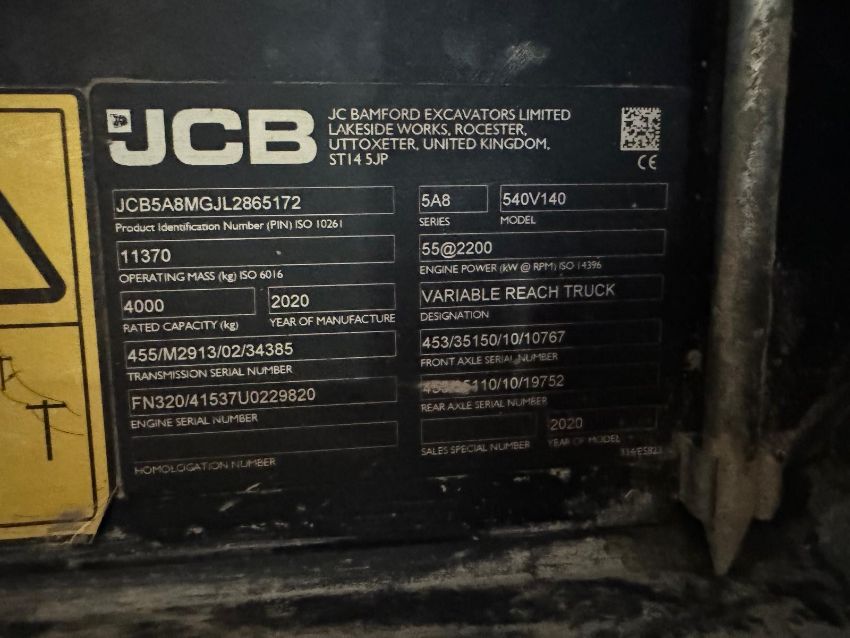 JCB
JC BAMFORD EXCAVATORS LIMITED
LAKESIDE WORKS, ROCESTER,
UTTOXETER, UNITED KINGDOM,
ST14 5JP
CE
JCB5A8MGJL2865172
Product Identification Number (PIN) ISO 10261
5A8
SERIES
540V140
MODEL
11370
OPERATING MASS (kg) ISO 6016
55@2200
ENGINE POWER (kW @ RPM) ISO 14396
4000
RATED CAPACITY (kg)
2020
YEAR OF MANUFACTURE
VARIABLE REACH TRUCK
DESIGNATION
455/M2913/02/34385
TRANSMISSION SERIAL NUMBER
453/35150/10/10767
FRONT AXLE SERIAL NUMBER
FN320/41537U0229820
ENGINE SERIAL NUMBER
REAR AXLE SERIAL NUMBER
HOMOLOGATION NUMBER
SALES SPECIAL NUMBER
2020
YEAR OF MODEL